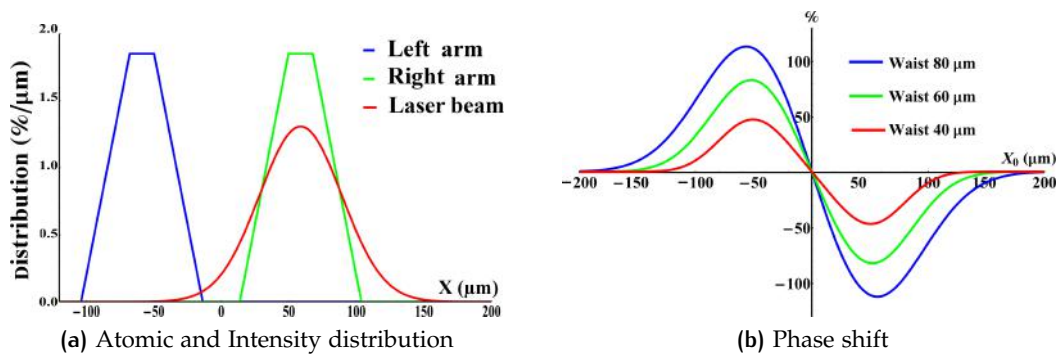 2.0
1.5
1.0
0.5
0.0
Distribution (%/μm)
Left arm
Right arm
Laser beam
X (μm)
−100 −50 0 50 100 150 200
(a) Atomic and Intensity distribution
%
100
50
−50
−100
Waist 80 μm
Waist 60 μm
Waist 40 μm
X₀ (μm)
−200 −150 −100 −50 50 100 150 200
(b) Phase shift